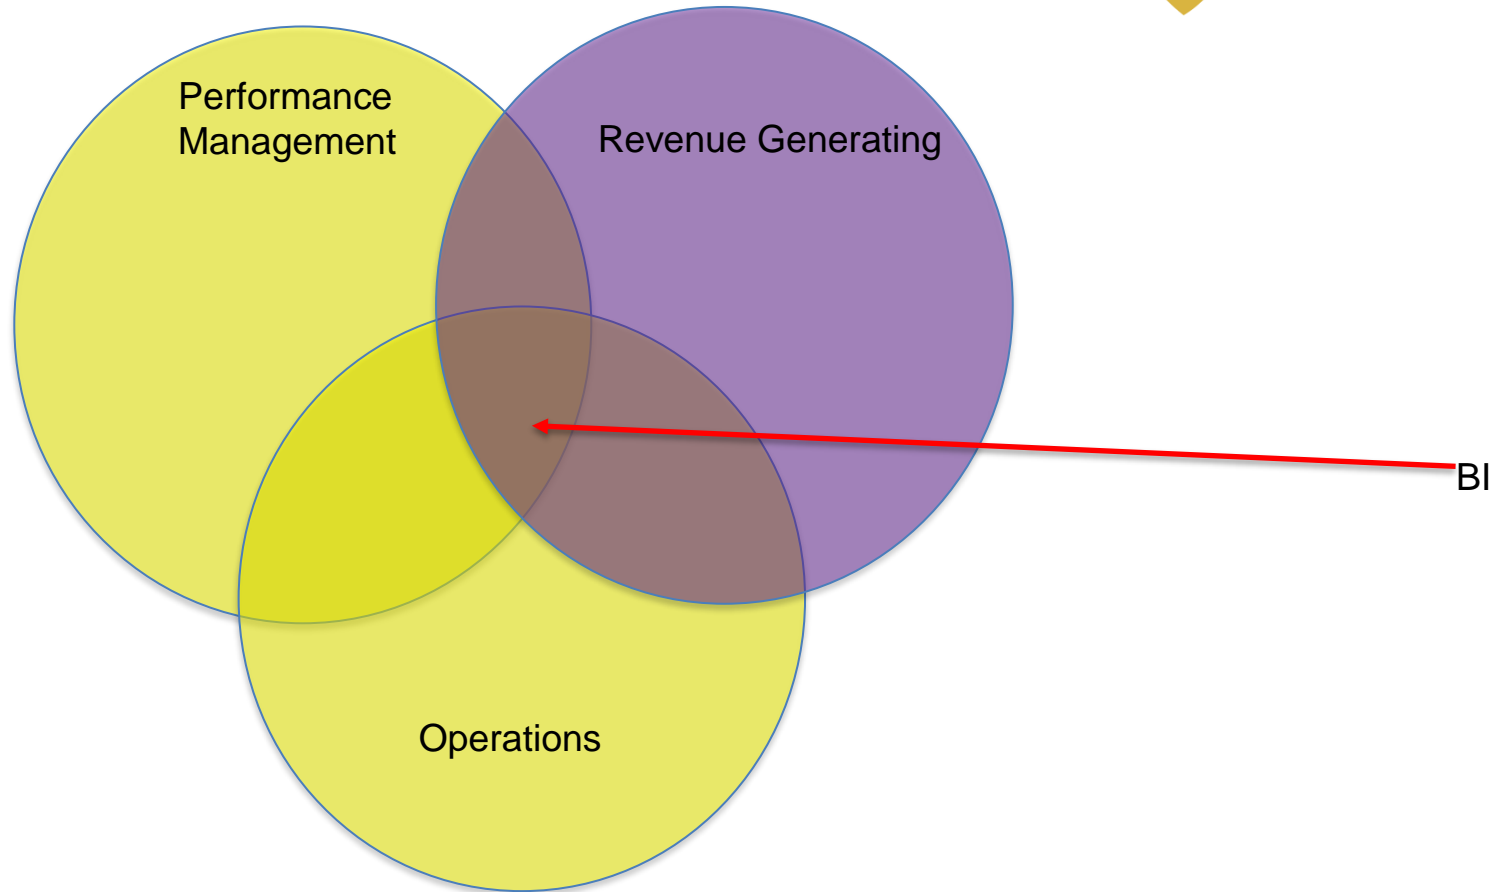 Performance
Management
Revenue Generating
BI
Operations